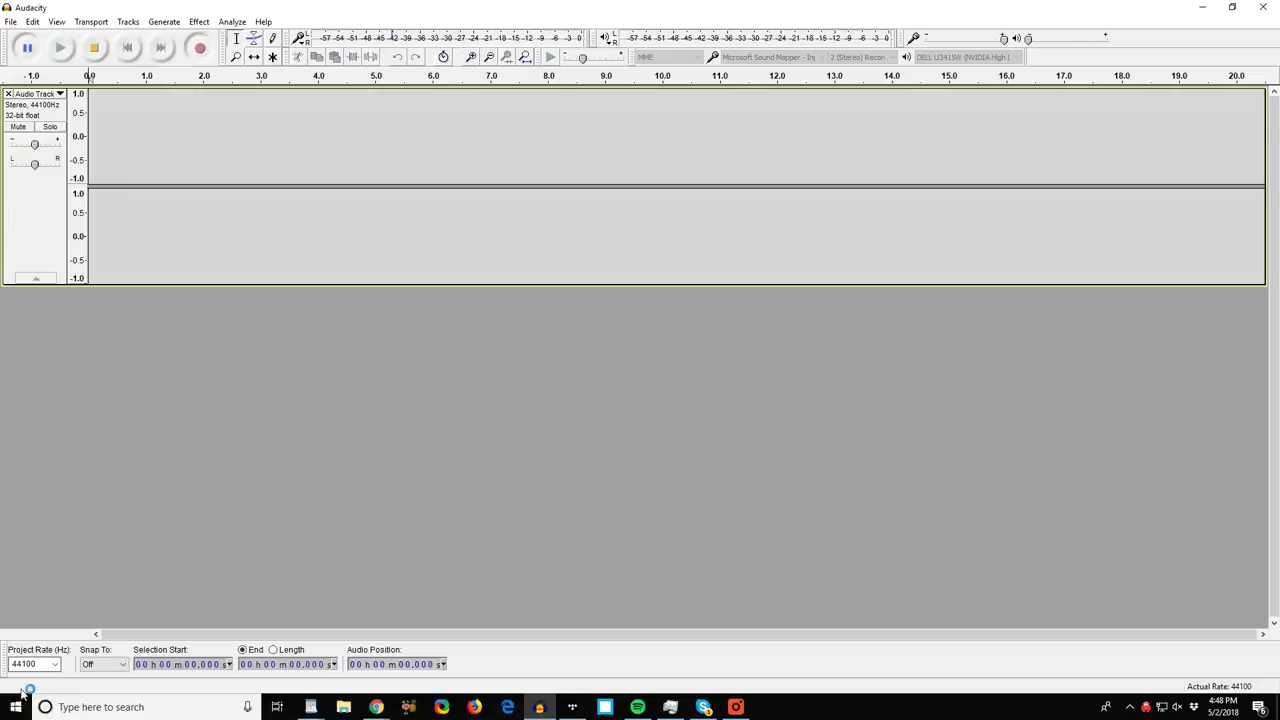 Audacity
File Edit View Transport Tracks Generate Effect Analyze Help
L R -57 -54 -51 -48 -45 -42 -39 -36 -33 -30 -27 -24 -21 -18 -15 -12 -9 -6 -3 0 L R -57 -54 -51 -48 -45 -42 -39 -36 -33 -30 -27 -24 -21 -18 -15 -12 -9 -6 -3 0 - + - +
- + MME Microsoft Sound Mapper - Inp 2 (Stereo) Recon DELL U3415W (NVIDIA High
-1.0 0.0 1.0 2.0 3.0 4.0 5.0 6.0 7.0 8.0 9.0 10.0 11.0 12.0 13.0 14.0 15.0 16.0 17.0 18.0 19.0 20.0
Audio Track 1.0
Stereo, 44100Hz
32-bit float 0.5
Mute Solo
- + 0.0
L R -0.5
-1.0
1.0
0.5
0.0
-0.5
-1.0
Project Rate (Hz): Snap To: Selection Start: End Length Audio Position:
44100 Off 00 h 00 m 00.000 s 00 h 00 m 00.000 s 00 h 00 m 00.000 s
Actual Rate: 44100
Type here to search
4:48 PM
5/2/2018
6